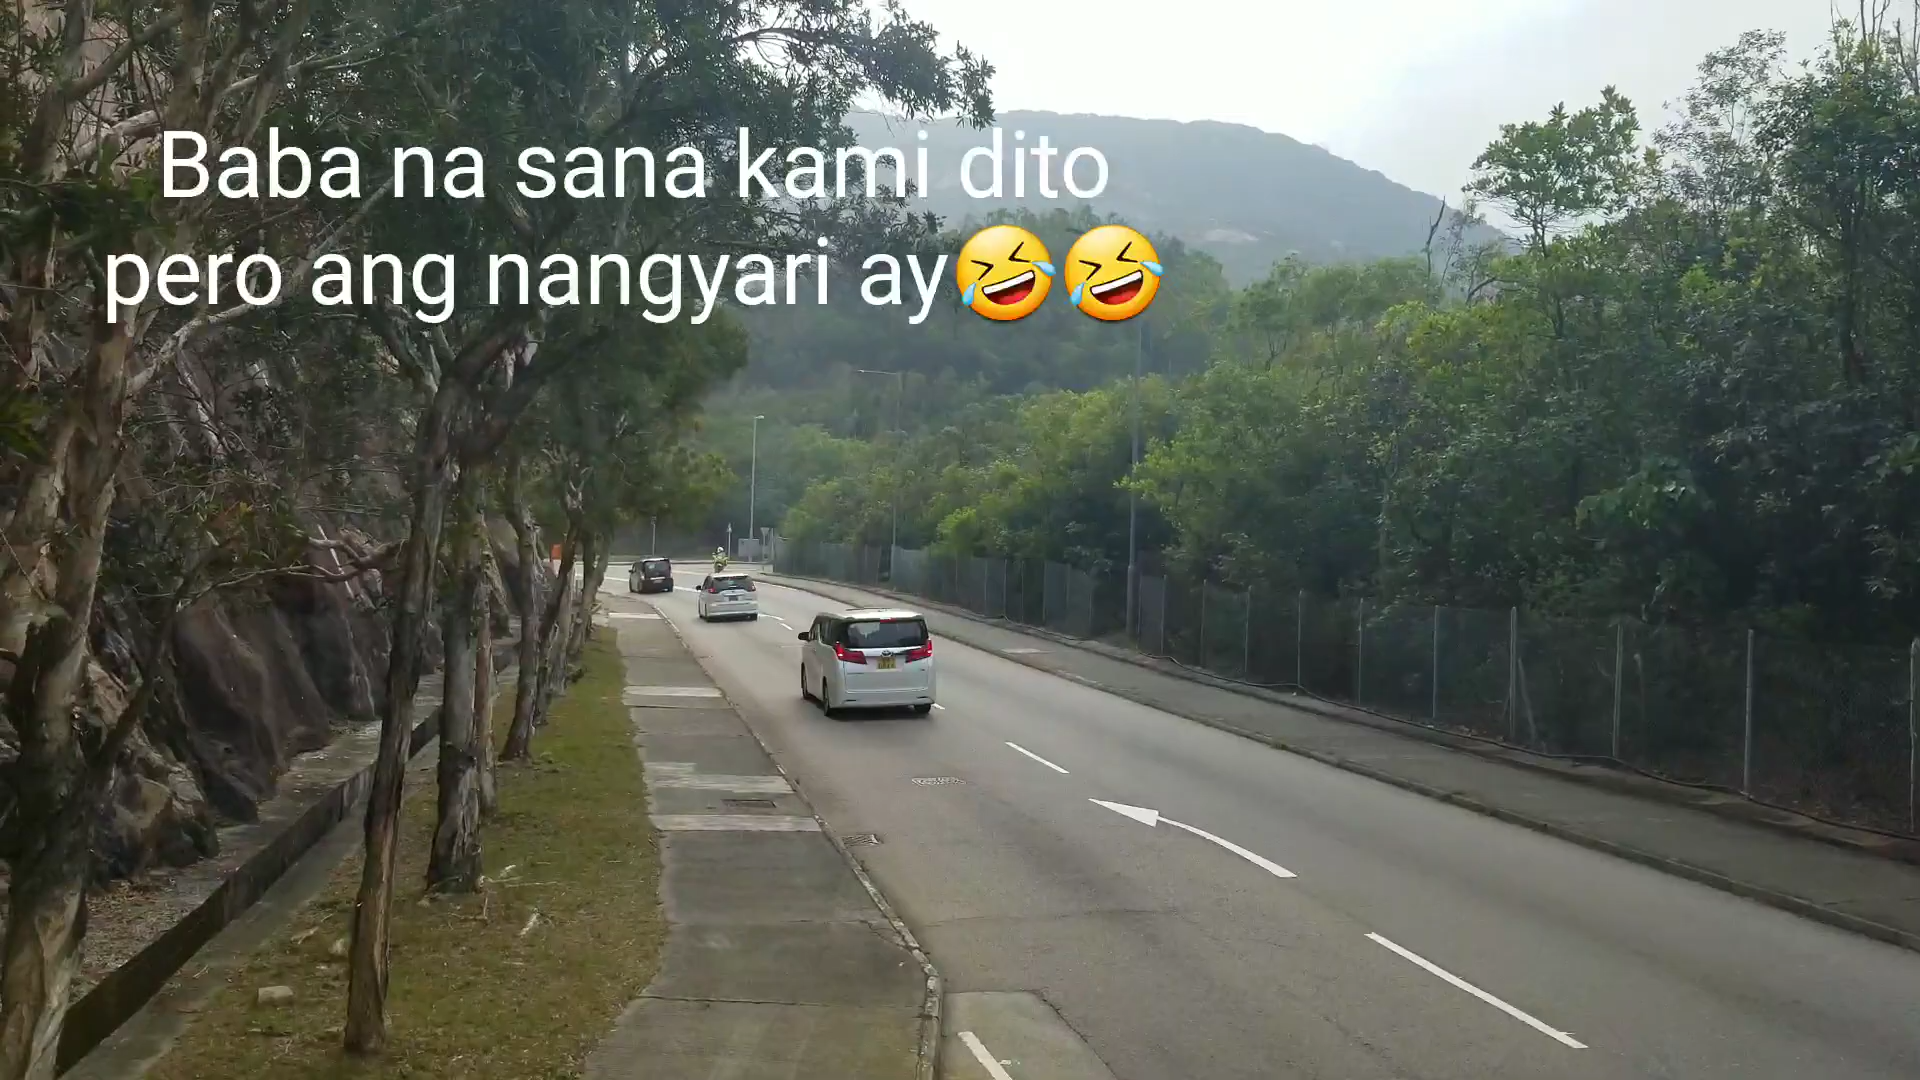 Baba na sana kami dito
pero ang nangyari ay🤣🤣